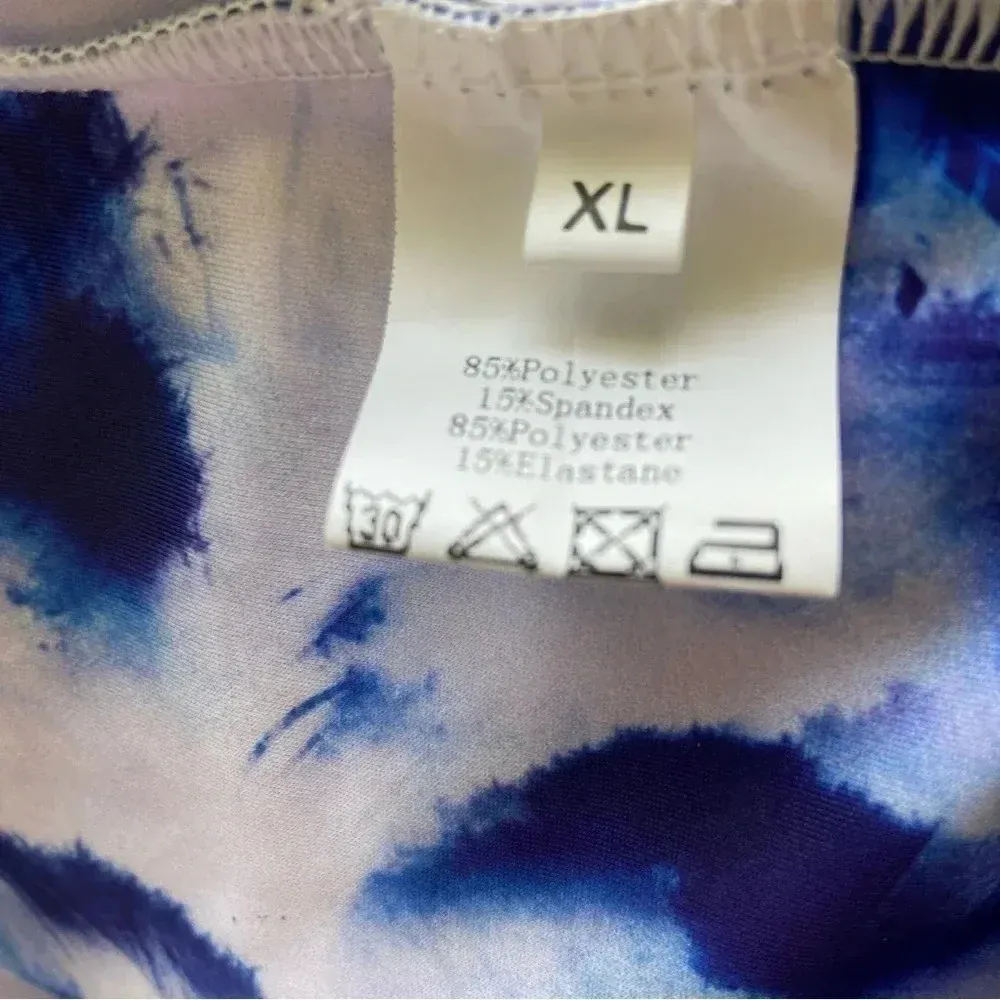 XL
85%Polyester
15%Spandex
85%Polyester
15%Elastane
30